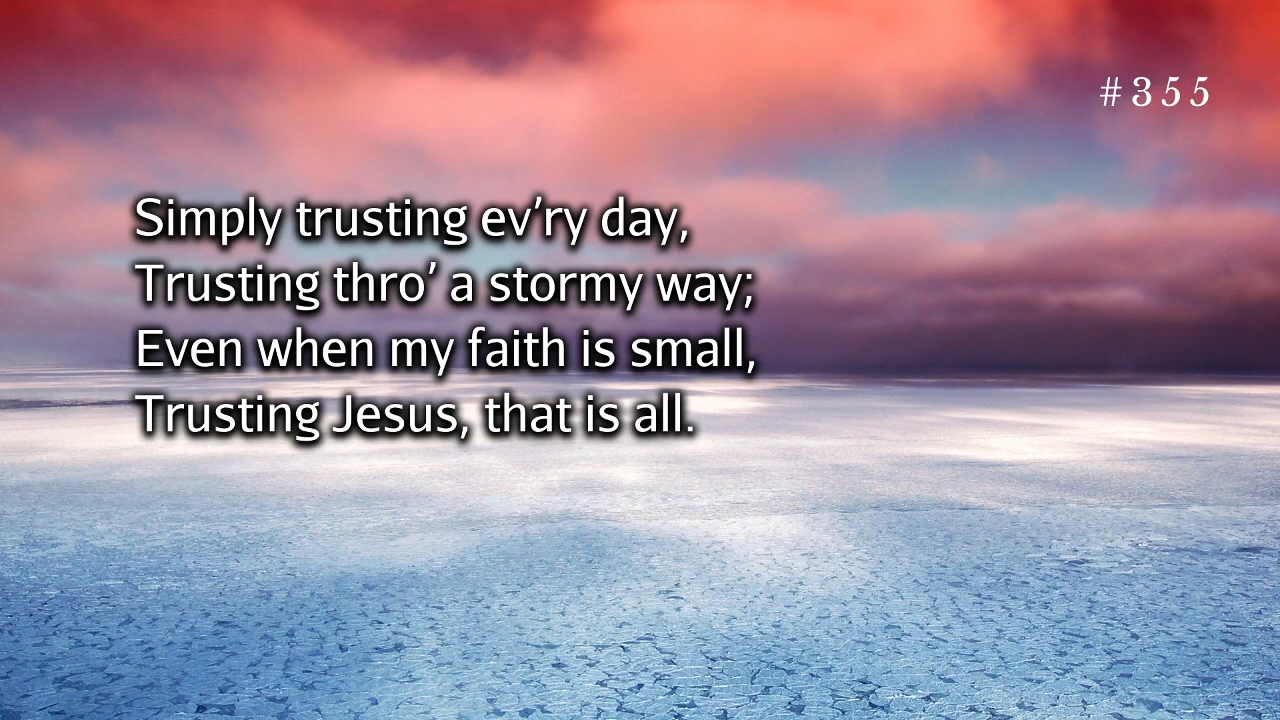 #355
Simply trusting ev’ry day,
Trusting thro’ a stormy way;
Even when my faith is small,
Trusting Jesus, that is all.